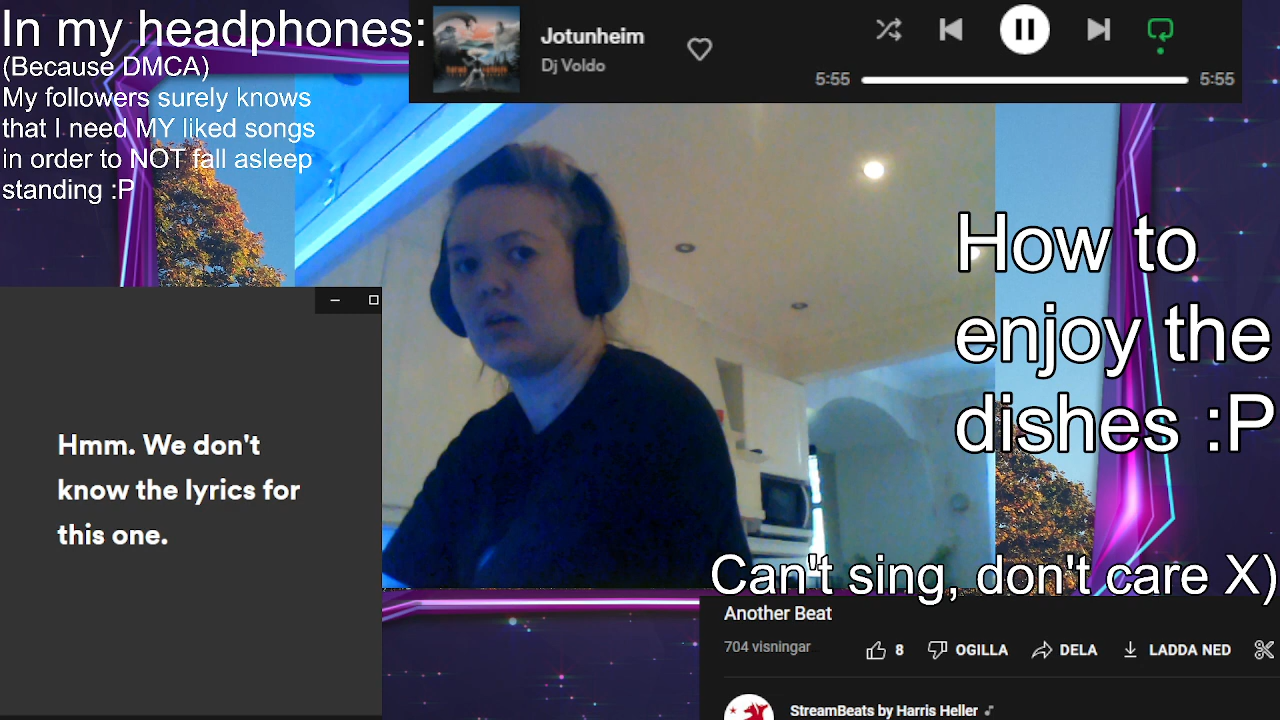 In my headphones:
(Because DMCA)
My followers surely knows
that I need MY liked songs
in order to NOT fall asleep
standing :P
Jotunheim
Dj Voldo
5:55
5:55
How to
enjoy the
dishes :P
Hmm. We don't
know the lyrics for
this one.
Can't sing, don't care X)
Another Beat
704 visningar
8
OGILLA
DELA
LADDA NED
StreamBeats by Harris Heller